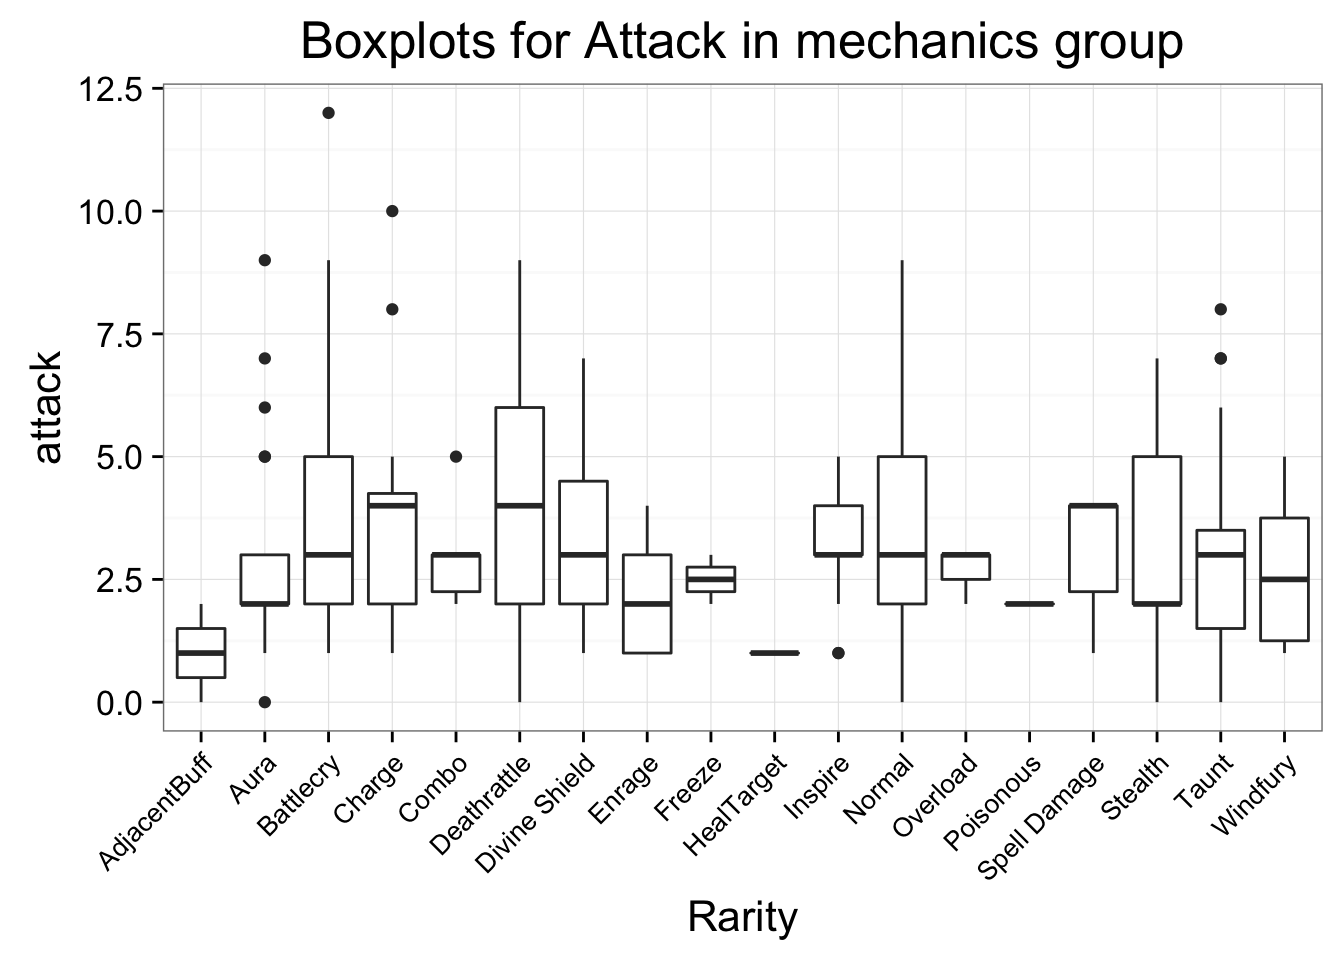 Boxplots for Attack in mechanics group
12.5
10.0
7.5
5.0
2.5
0.0
attack
AdjacentBuff
Aura
Battlecry
Charge
Combo
Deathrattle
Divine Shield
Enrage
Freeze
HealTarget
Inspire
Normal
Overload
Poisonous
Spell Damage
Stealth
Taunt
Windfury
Rarity